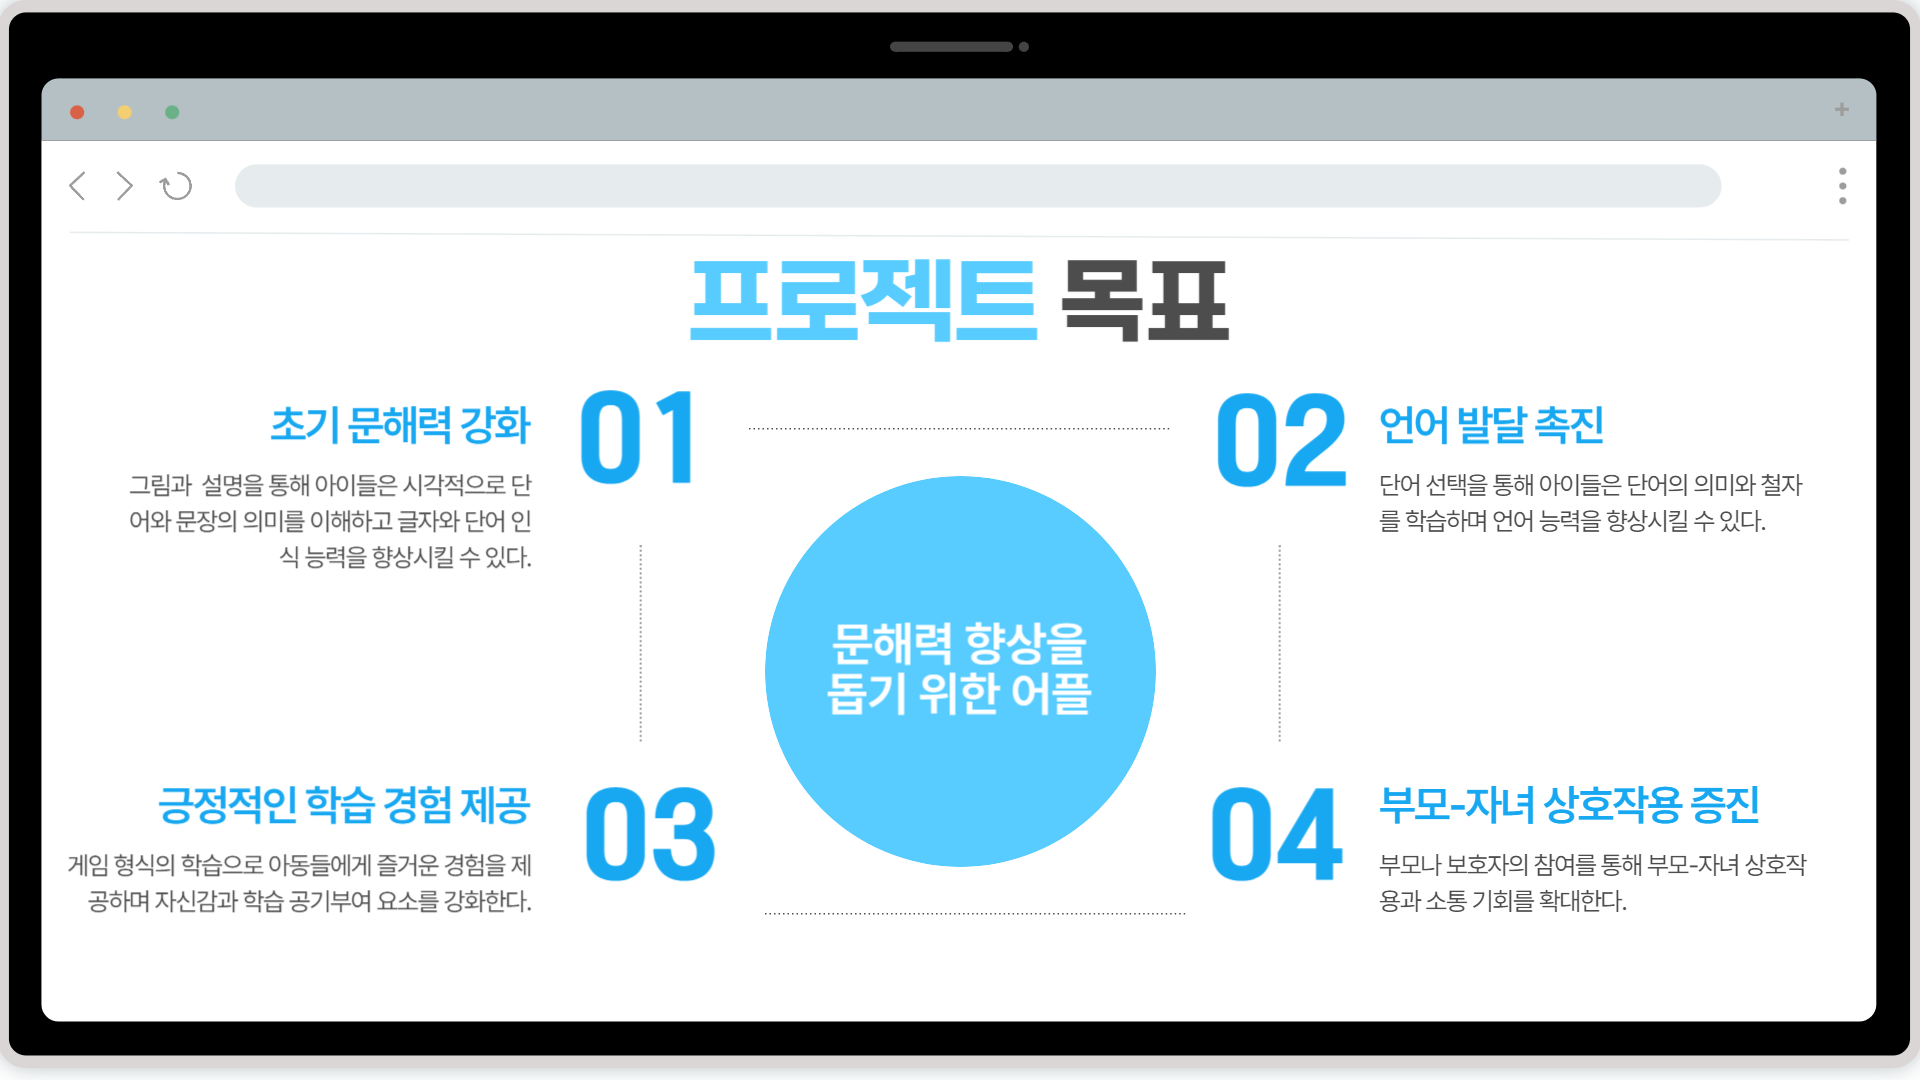 프로젝트 목표
01
초기 문해력 강화
그림과 설명을 통해 아이들은 시각적으로 단
어와 문장의 의미를 이해하고 글자와 단어 인
식 능력을 향상시킬 수 있다.
02
언어 발달 촉진
단어 선택을 통해 아이들은 단어의 의미와 철자
를 학습하며 언어 능력을 향상시킬 수 있다.
문해력 향상을
돕기 위한 어플
03
긍정적인 학습 경험 제공
게임 형식의 학습으로 아동들에게 즐거운 경험을 제
공하며 자신감과 학습 공기부여 요소를 강화한다.
04
부모-자녀 상호작용 증진
부모나 보호자의 참여를 통해 부모-자녀 상호작
용과 소통 기회를 확대한다.